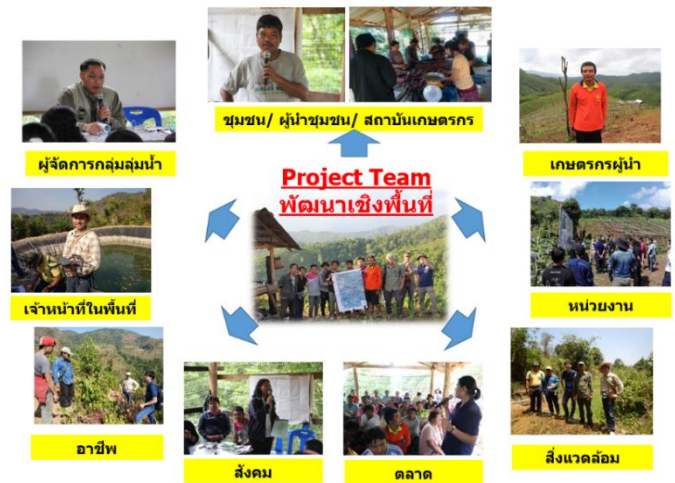 ชุมชน/ ผู้นำชุมชน/ สถาบันเกษตรกร
ผู้จัดการกลุ่มลุ่มน้ำ
เกษตรกรผู้นำ
Project Team
พัฒนาเชิงพื้นที่
เจ้าหน้าที่ในพื้นที่
หน่วยงาน
อาชีพ
สังคม
ตลาด
สิ่งแวดล้อม